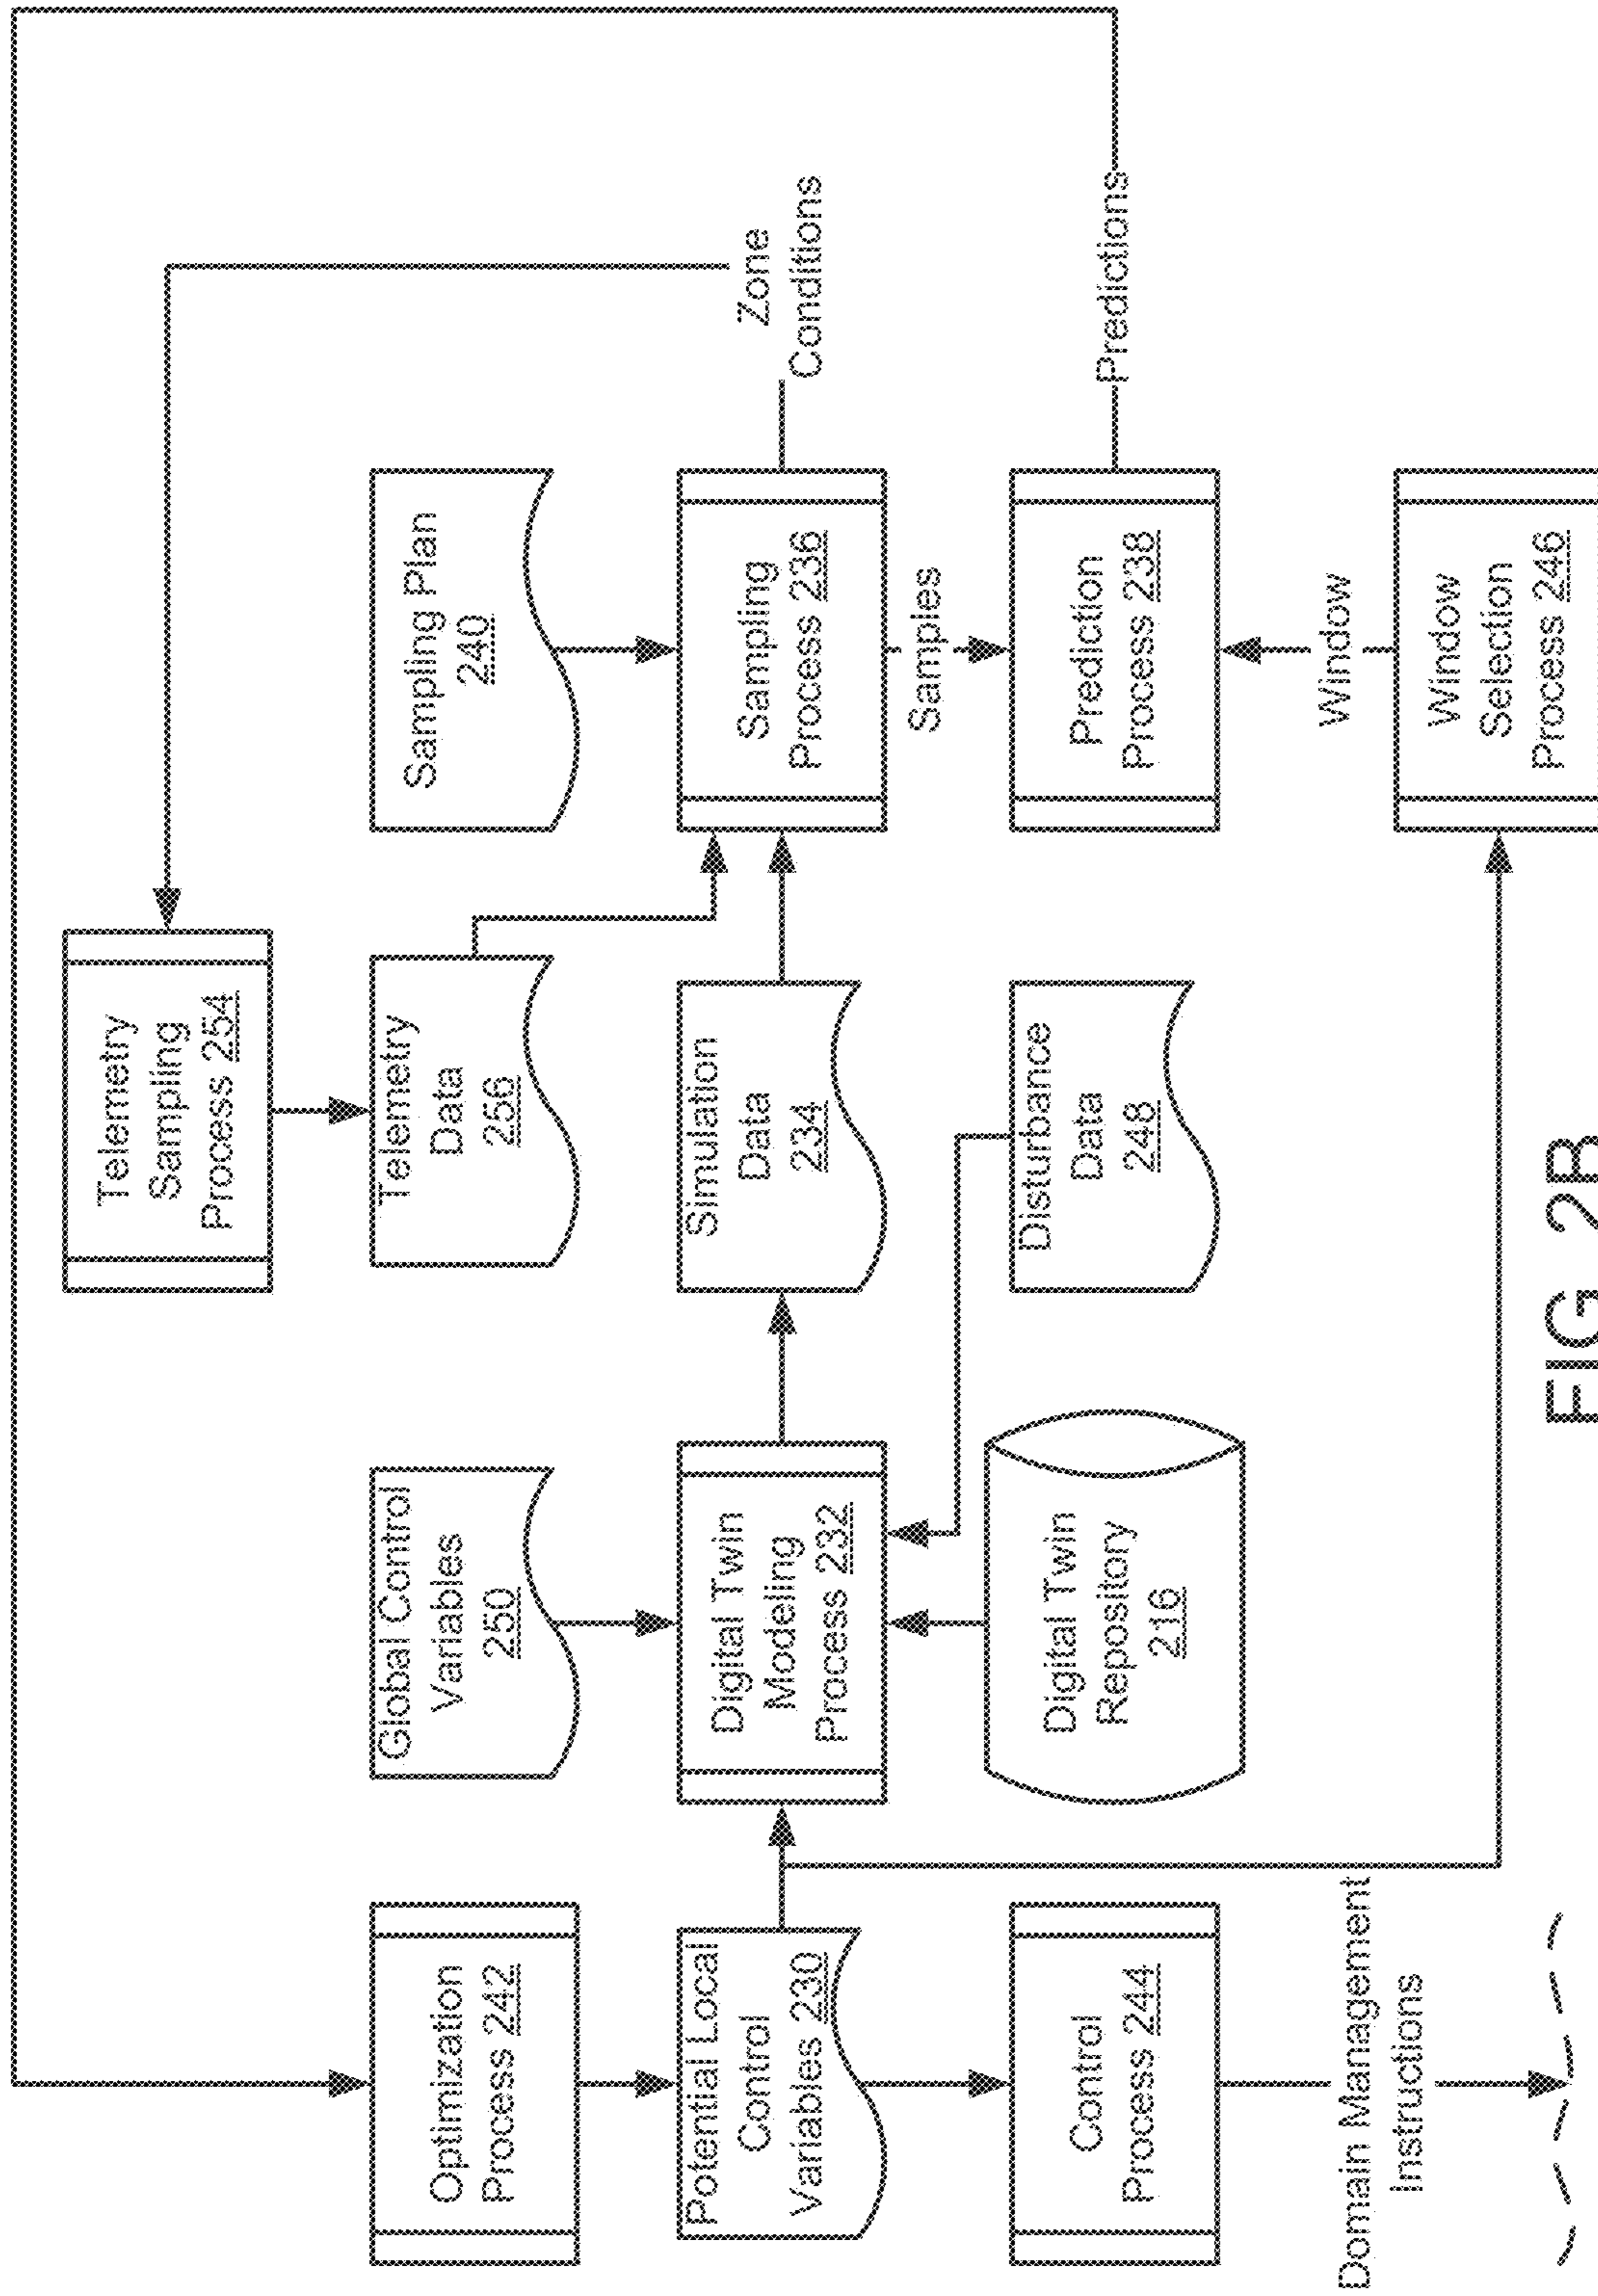 Optimization
Process 242
Potential Local
Control
Variables 230
Control
Process 244
Domain Management
Instructions
Global Control
Variables
250
Digital Twin
Modeling
Process 232
Digital Twin
Repository
216
Telemetry
Sampling
Process 254
Telemetry
Data
256
Simulation
Data
234
Disturbance
Data
248
Sampling Plan
240
Sampling
Process 236
Samples
Prediction
Process 238
Window
Window
Selection
Process 246
Zone
Conditions
Predictions
FIG 2B